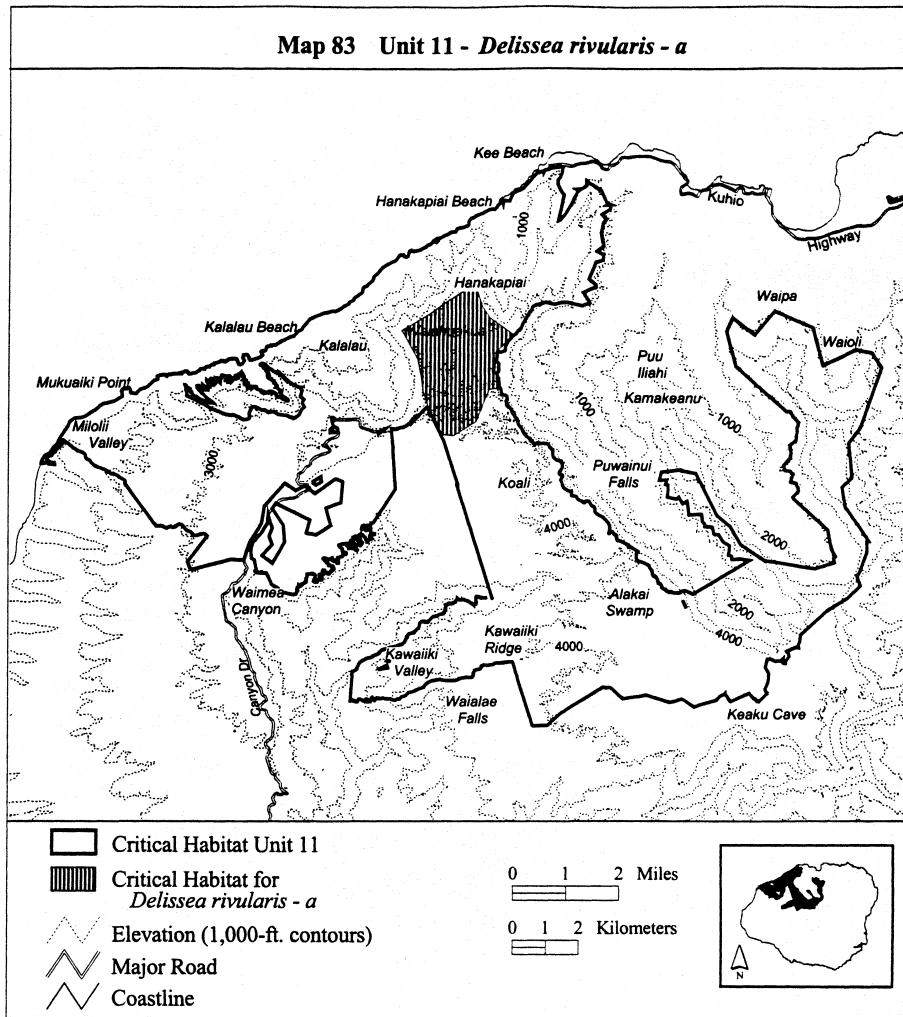 Map 83 Unit 11 - Delissea rivularis - a
Kee Beach
Hanakapiai Beach
Kuhio
Highway
1000
Hanakapiai
Waipa
Kalalau Beach
Kalalau
Waioli
Puu
Iliahi
Mukuaiki Point
Kamakeanu
1000
1000
Milolii
Valley
3000
Puwainui
Falls
Koali
4000
2000
Waimea
Canyon
Alakai
Swamp
2000
4000
Kawaiiki
Ridge
4000
Kawaiiki
Valley
Canyon Dr
Waialae
Falls
Keaku Cave
Critical Habitat Unit 11
Critical Habitat for
Delissea rivularis - a
Elevation (1,000-ft. contours)
Major Road
Coastline
0 1 2 Miles
0 1 2 Kilometers
N